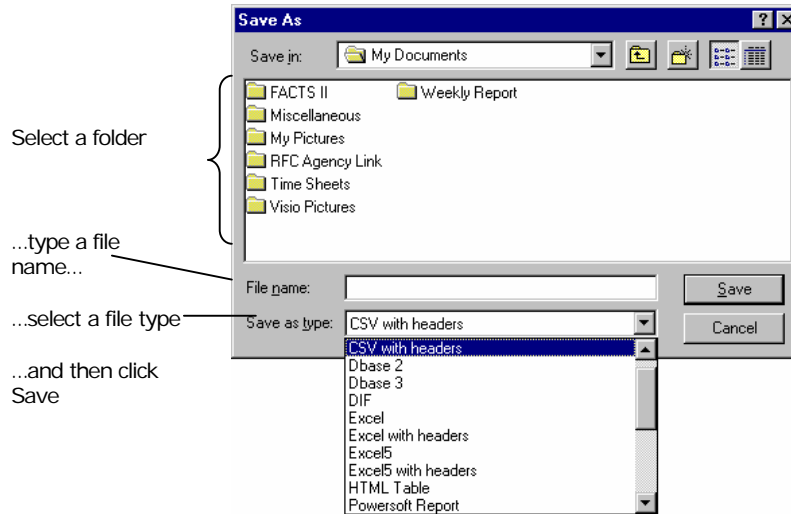 Save As
Save in: My Documents
FACTS II
Weekly Report
Miscellaneous
My Pictures
RFC Agency Link
Time Sheets
Visio Pictures
Select a folder
...type a file
name...
File name:
Save
...select a file type
Save as type: CSV with headers
Cancel
...and then click
Save
CSV with headers
Dbase 2
Dbase 3
DIF
Excel
Excel with headers
Excel5
Excel5 with headers
HTML Table
Powersoft Report